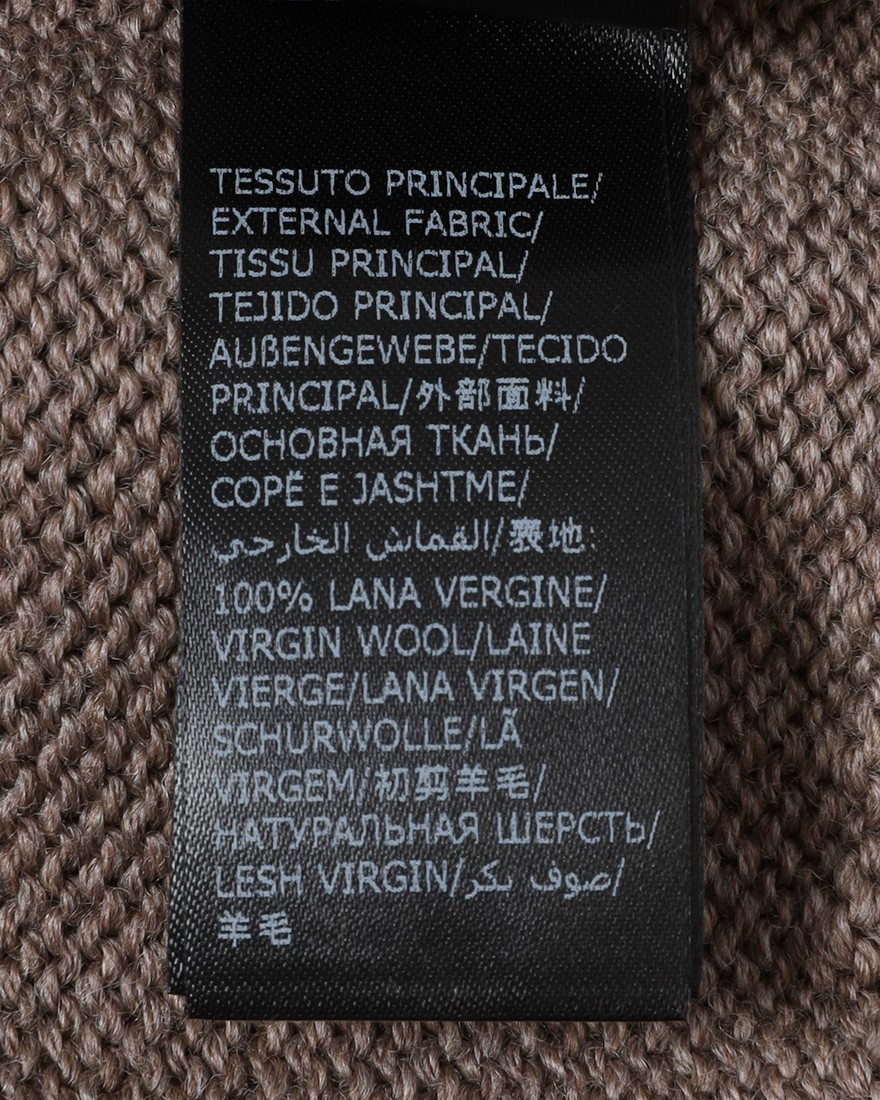 TESSUTO PRINCIPALE/
EXTERNAL FABRIC/
TISSU PRINCIPAL/
TEJIDO PRINCIPAL/
AUßENGEWEBE/TECIDO
PRINCIPAL/外部面料/
ОСНОВНАЯ ТКАНЬ/
COPË E JASHTME/
القماش الخارجي/裏地:
100% LANA VERGINE/
VIRGIN WOOL/LAINE
VIERGE/LANA VIRGEN/
SCHURWOLLE/LÃ
VIRGEM/初剪羊毛/
НАТУРАЛЬНАЯ ШЕРСТЬ/
LESH VIRGIN/صوف بكر/
羊毛